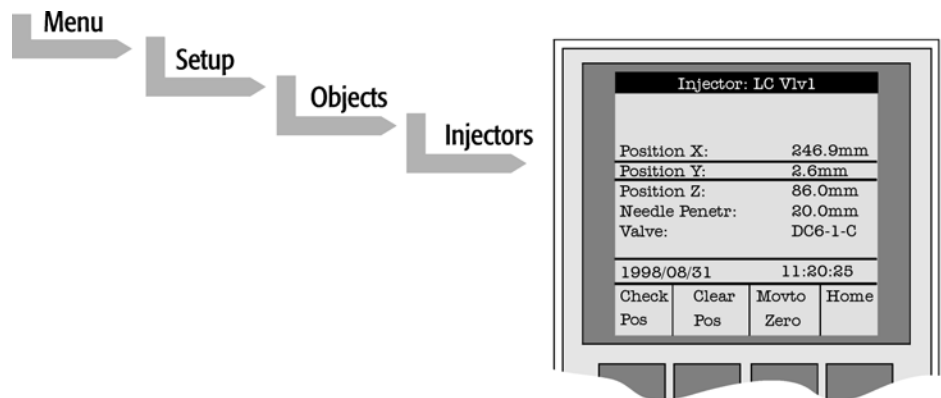 Menu
Setup
Objects
Injectors
Injector: LC Vlv1
Position X: 246.9mm
Position Y: 2.6mm
Position Z: 86.0mm
Needle Penetr: 20.0mm
Valve: DC6-1-C
1998/08/31 11:20:25
Check Clear Movto Home
Pos Pos Zero